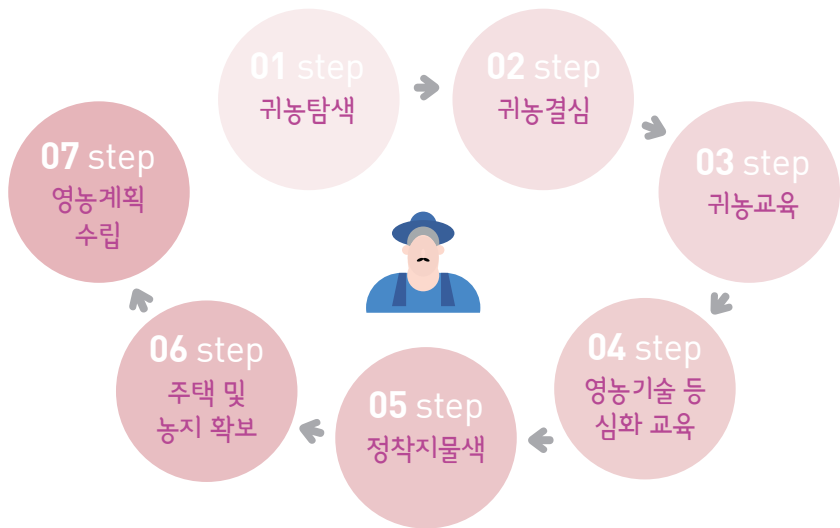 01 step
귀농탐색
02 step
귀농결심
03 step
귀농교육
04 step
영농기술 등
심화 교육
05 step
정착지물색
06 step
주택 및
농지 확보
07 step
영농계획
수립